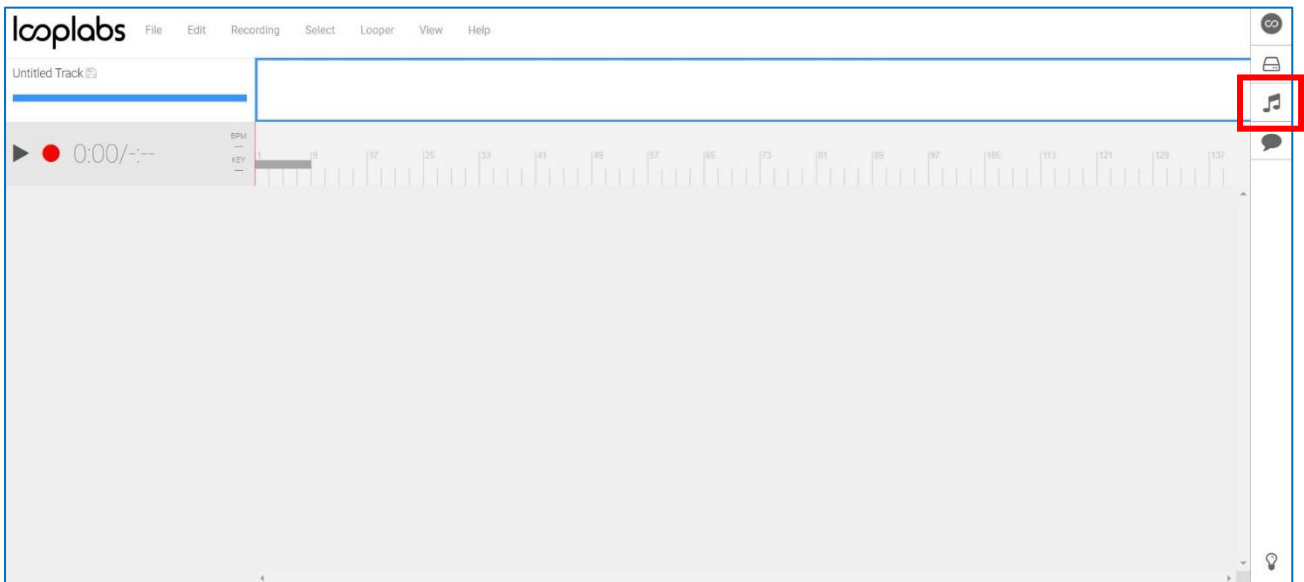 looplabs File Edit Recording Select Looper View Help
Untitled Track
0:00/-:--
BPM
—
KEY
—
1 |9 |17 |25 |33 |41 |49 |57 |65 |73 |81 |89 |97 |105 |113 |121 |129 |137